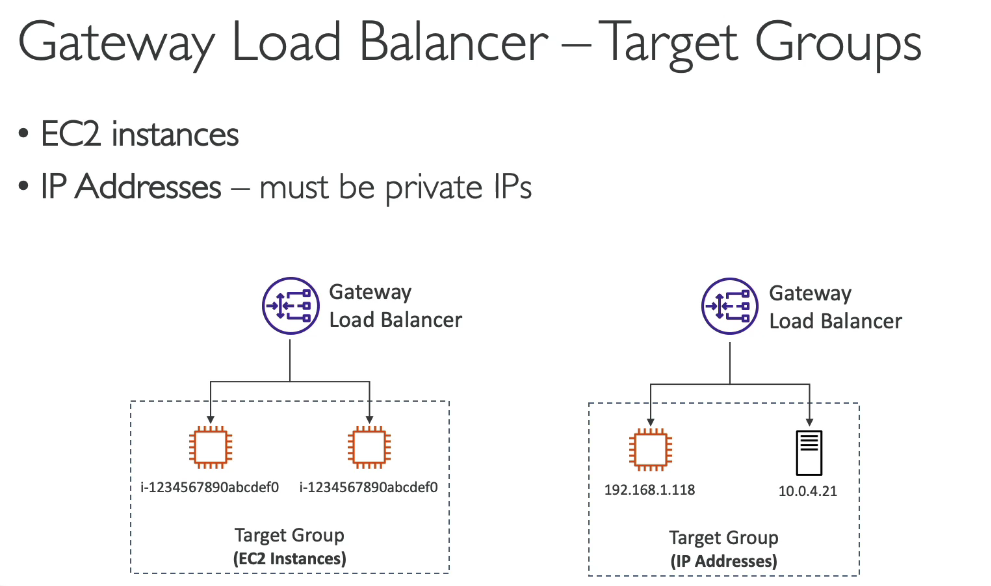 Gateway Load Balancer – Target Groups
• EC2 instances
• IP Addresses – must be private IPs
Gateway
Load Balancer
i-1234567890abcdef0
i-1234567890abcdef0
Target Group
(EC2 Instances)
Gateway
Load Balancer
192.168.1.118
10.0.4.21
Target Group
(IP Addresses)